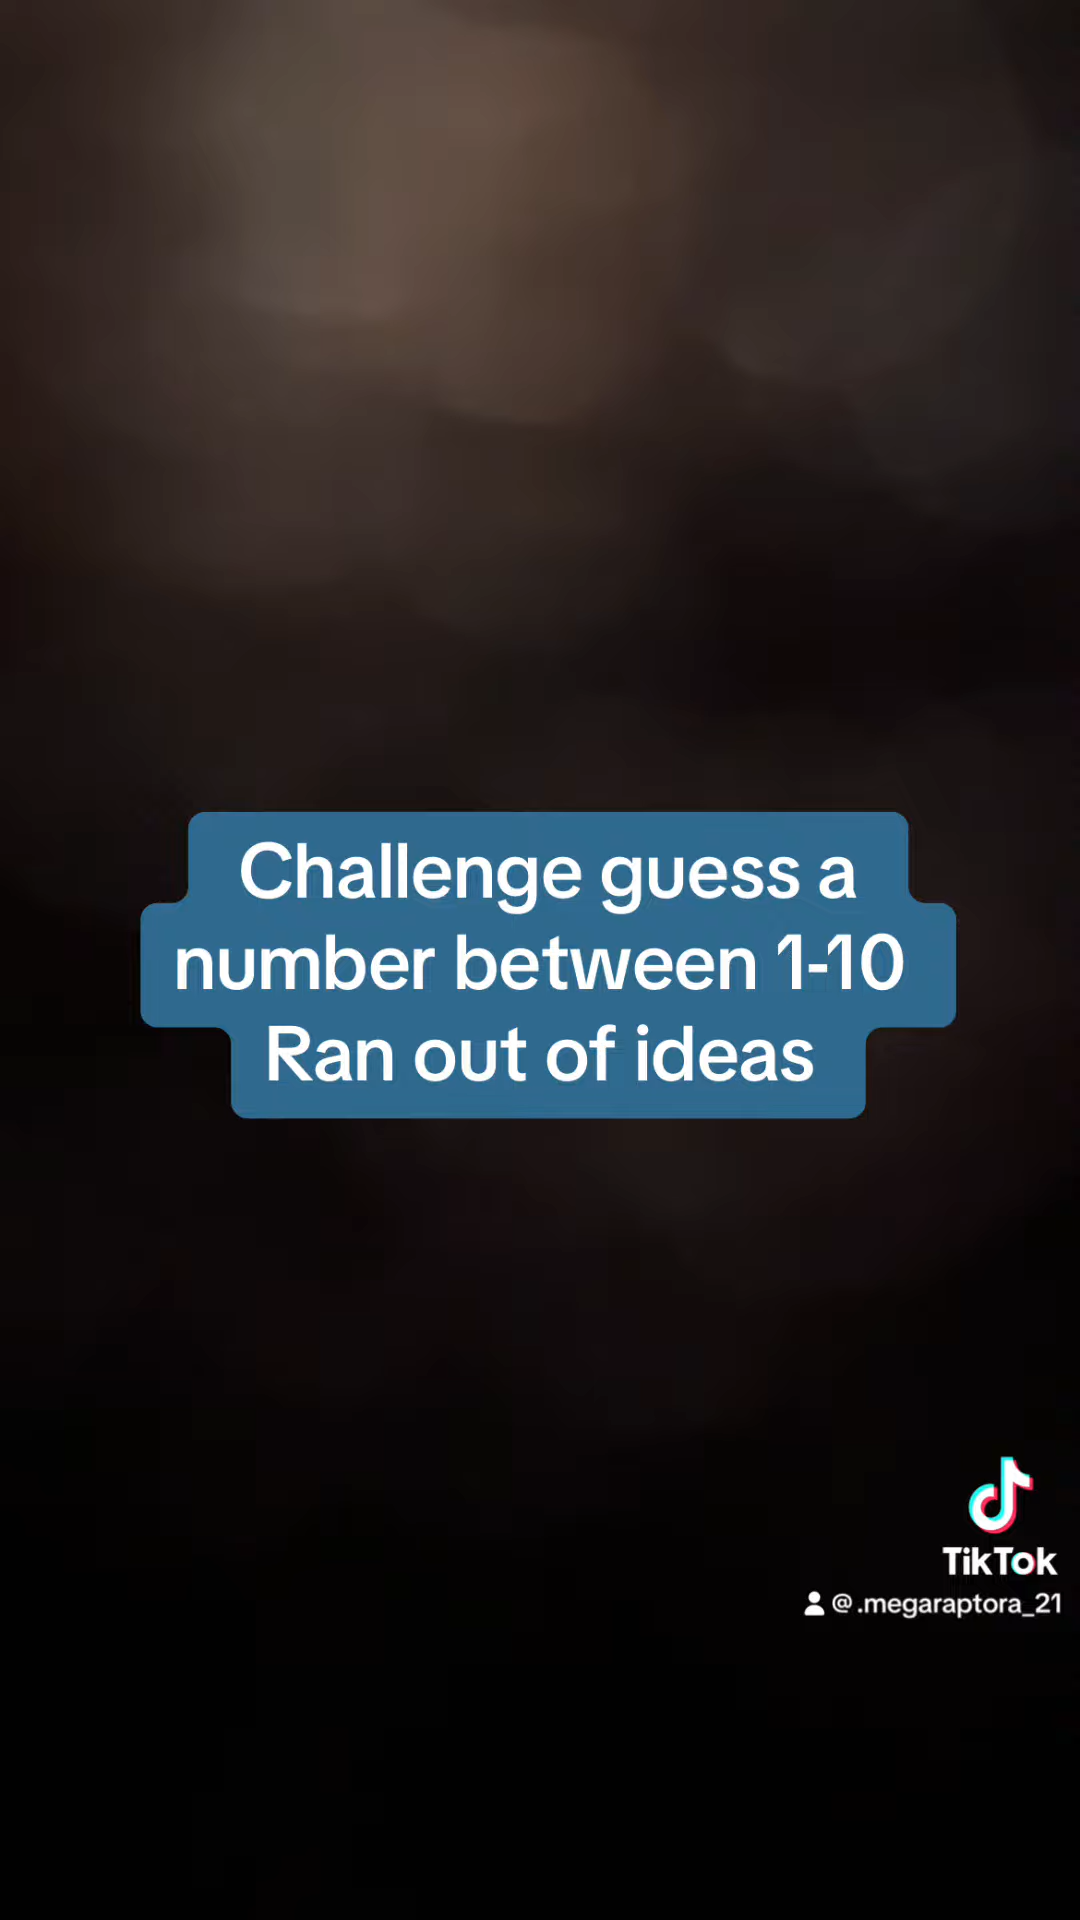 Challenge guess a
number between 1-10
Ran out of ideas
TikTok
@.megaraptora_21